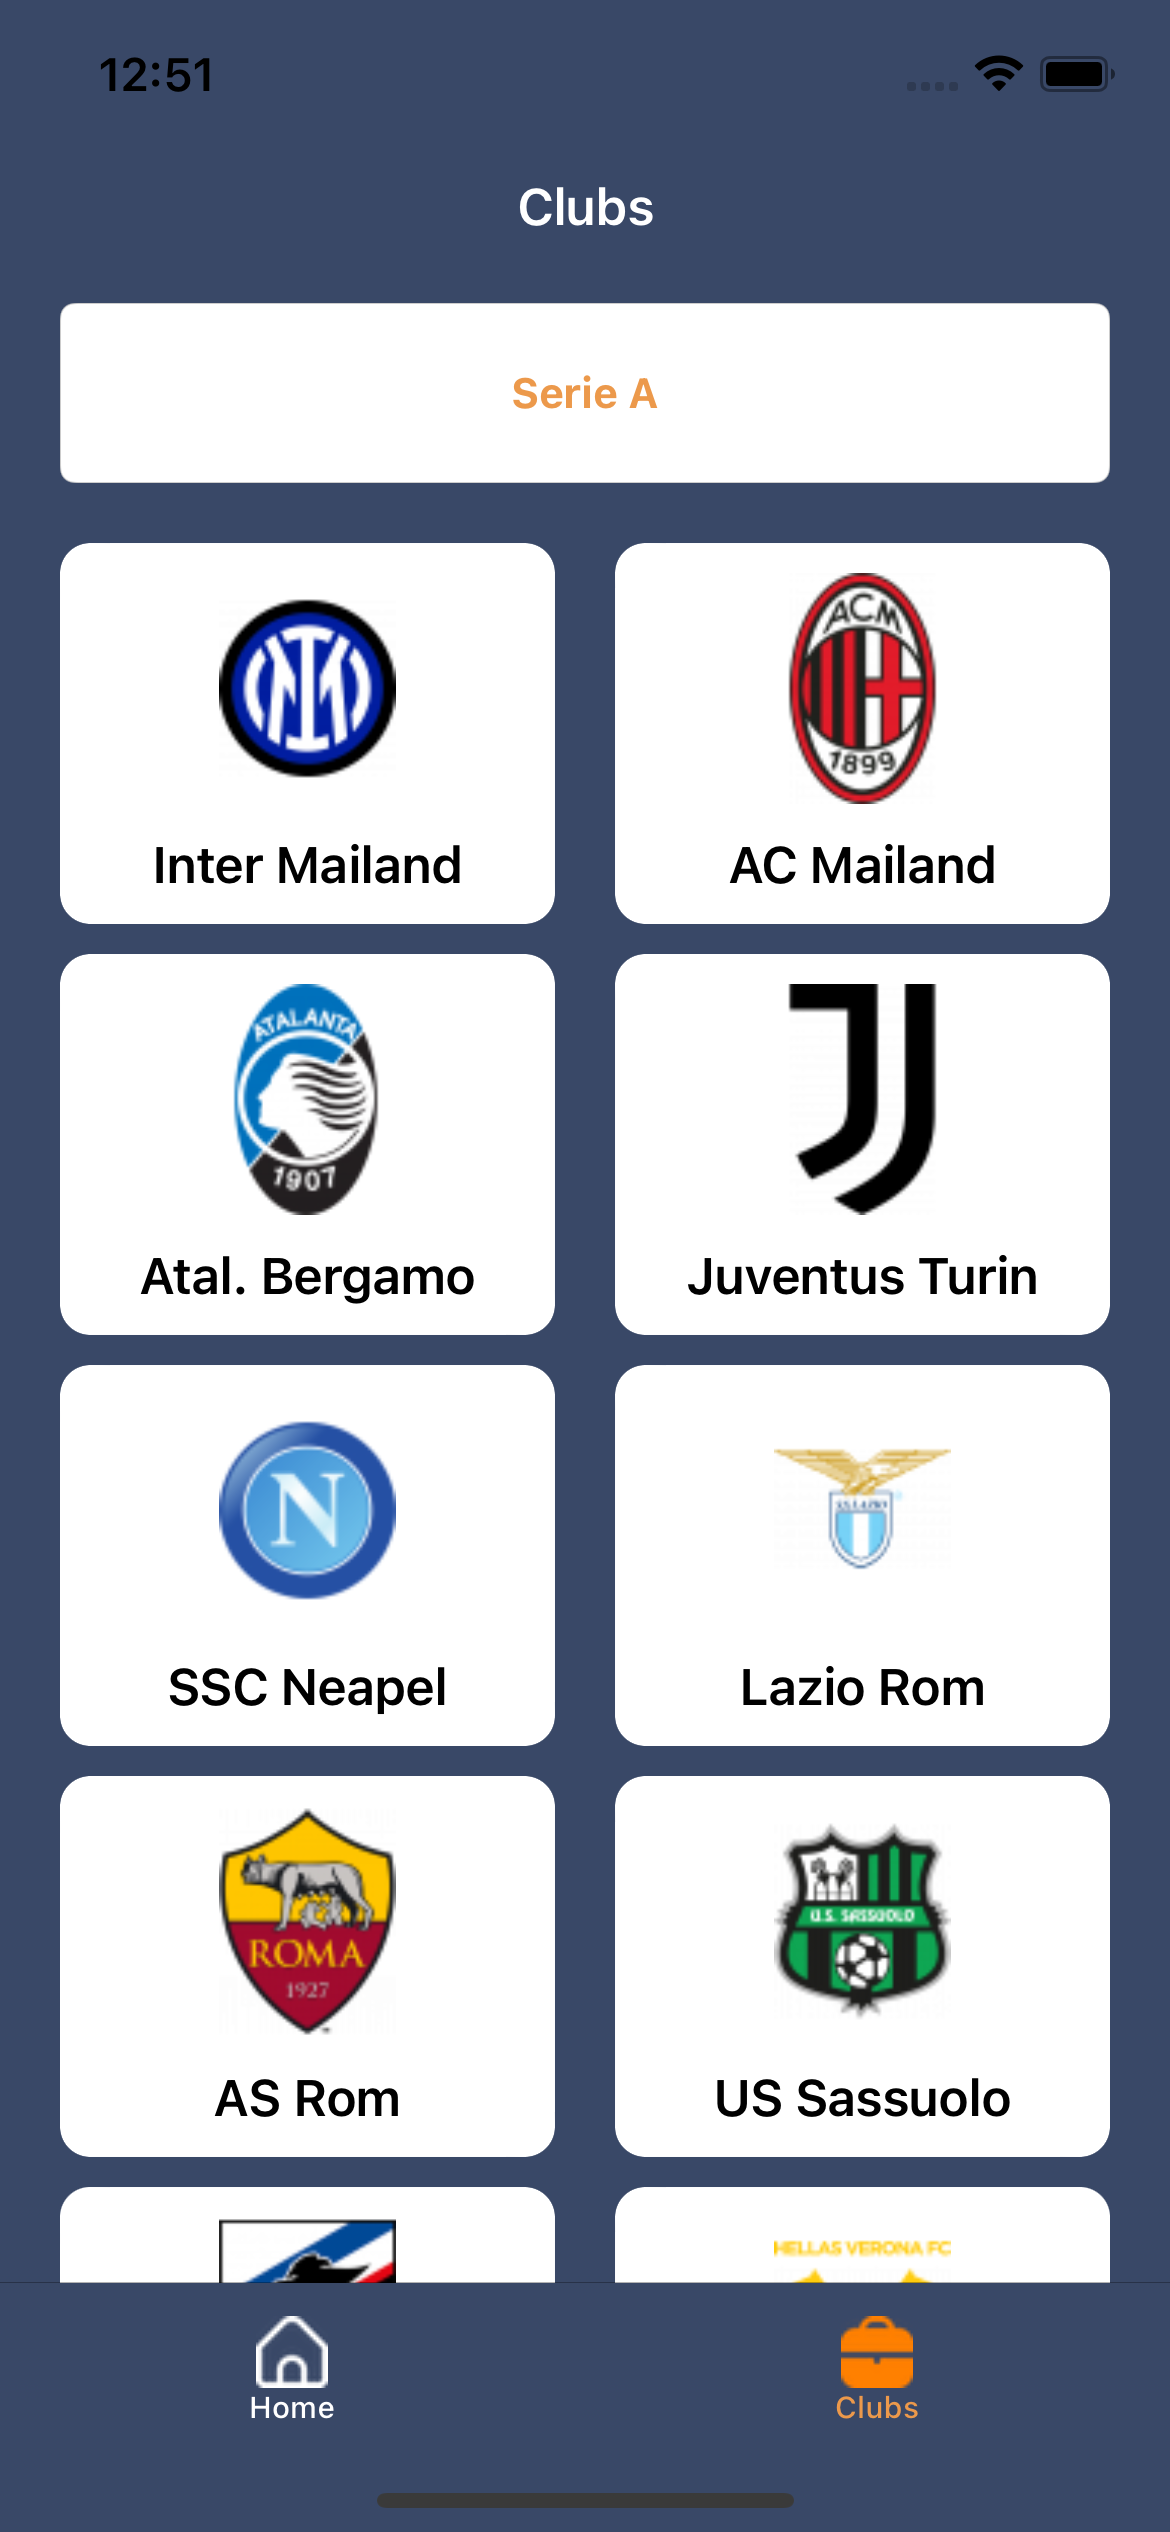 12:51
Clubs
Serie A
ACM
1899
Inter Mailand
AC Mailand
ATALANTA
1907
Atal. Bergamo
Juventus Turin
N
S.S. LAZIO
SSC Neapel
Lazio Rom
ROMA
1927
U.S. SASSUOLO
AS Rom
US Sassuolo
HELLAS VERONA FC
Home
Clubs